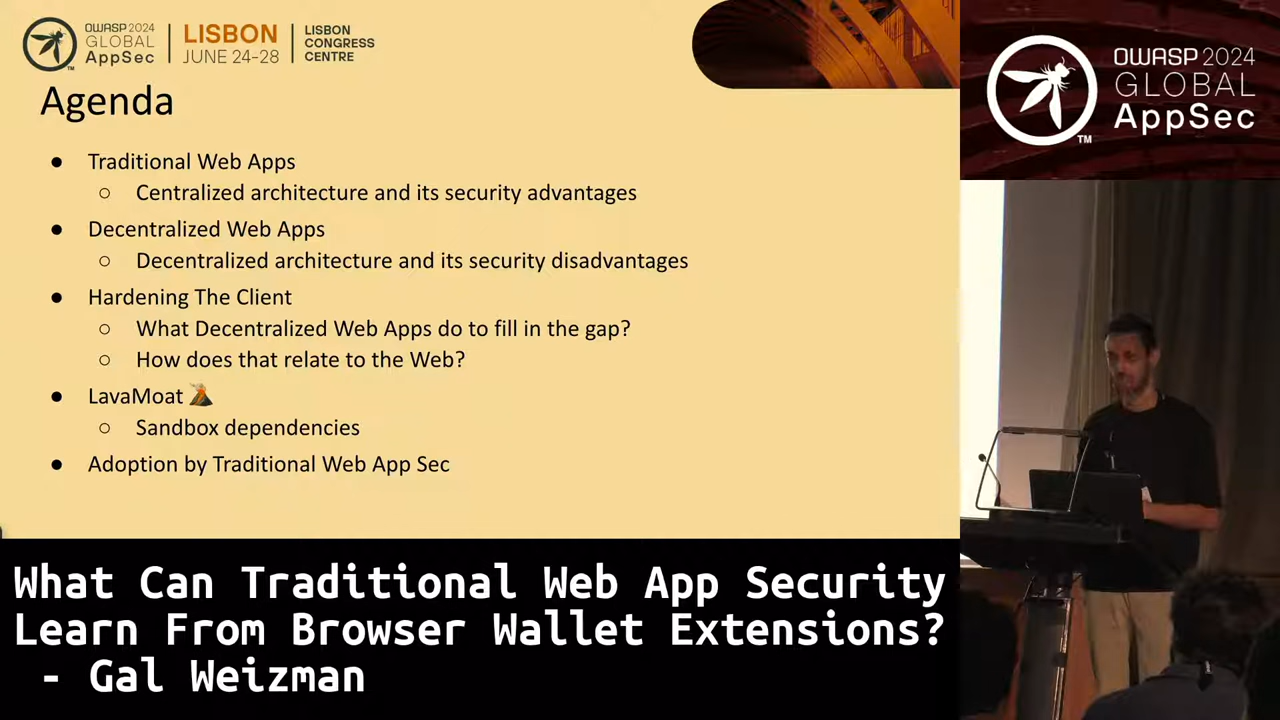 OWASP 2024
GLOBAL
AppSec
TM
LISBON
JUNE 24-28
LISBON
CONGRESS
CENTRE
Agenda
● Traditional Web Apps
○ Centralized architecture and its security advantages
● Decentralized Web Apps
○ Decentralized architecture and its security disadvantages
● Hardening The Client
○ What Decentralized Web Apps do to fill in the gap?
○ How does that relate to the Web?
● LavaMoat 🌋
○ Sandbox dependencies
● Adoption by Traditional Web App Sec
OWASP 2024
GLOBAL
AppSec
TM
What Can Traditional Web App Security
Learn From Browser Wallet Extensions?
- Gal Weizman